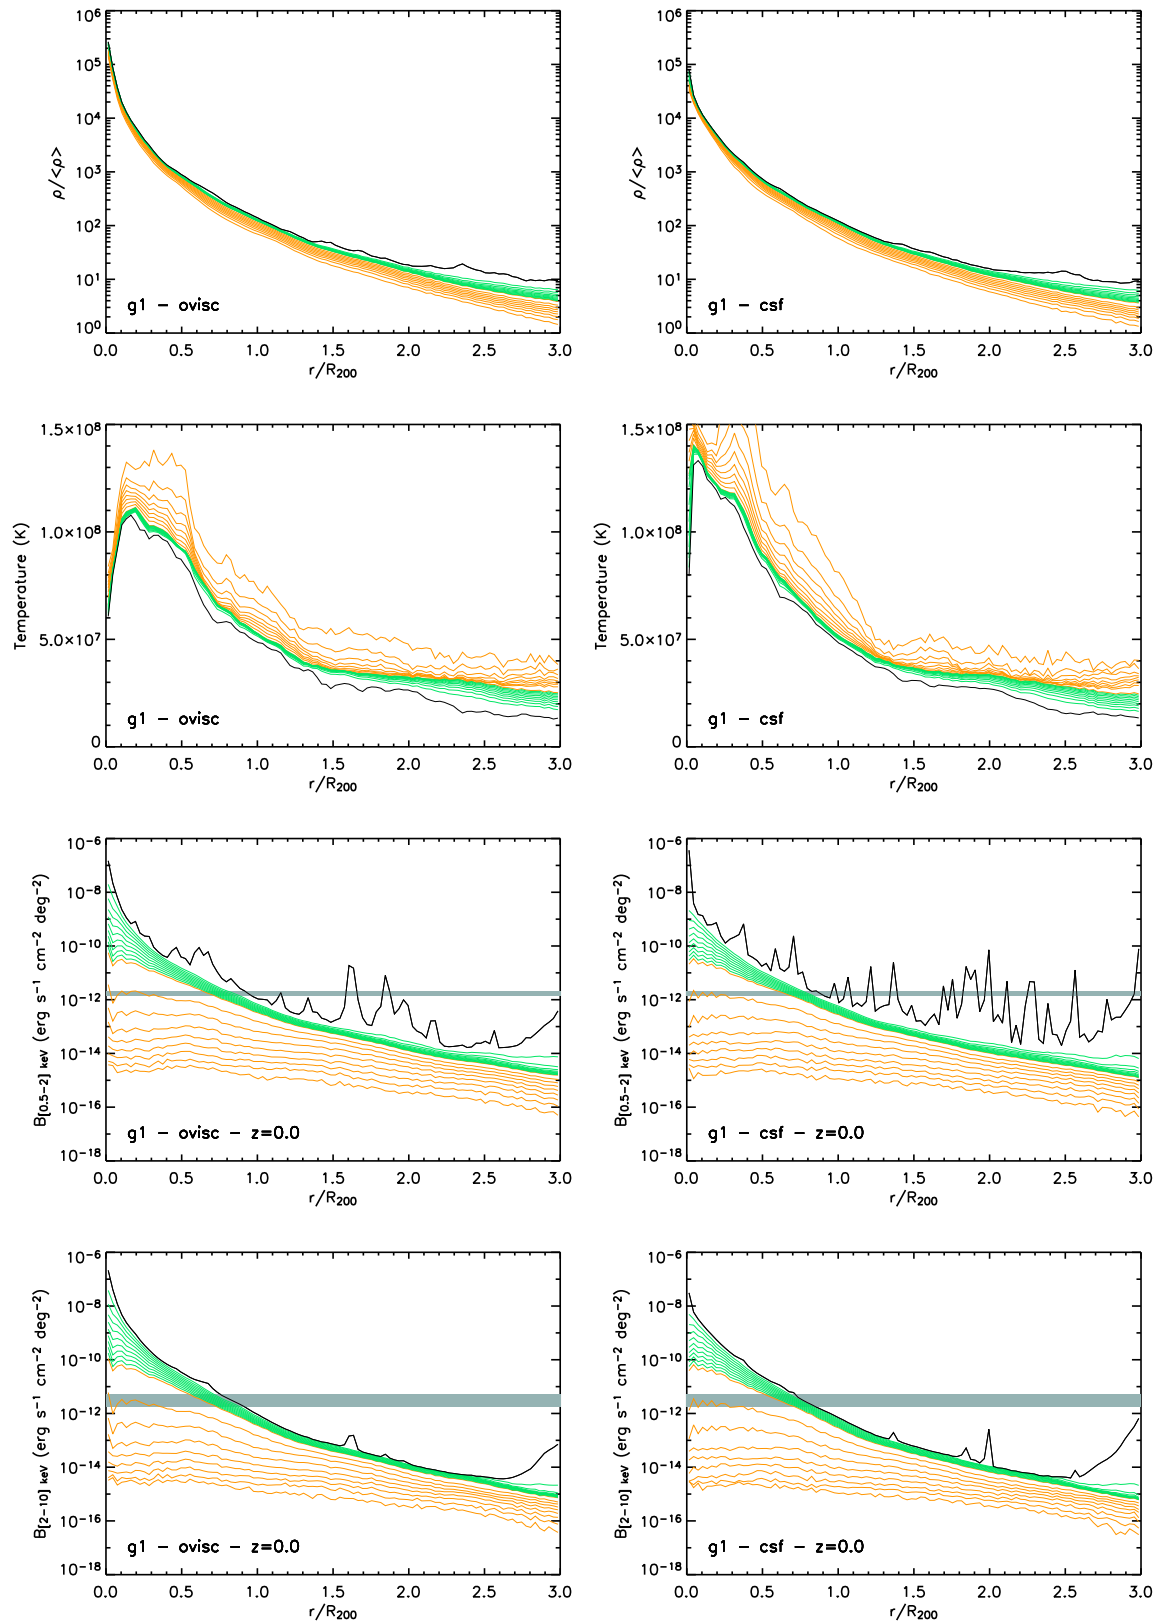 10⁶ 10⁵ 10⁴ 10³ 10² 10¹ 10⁰
ρ/<ρ>
g1 − ovisc
0.0 0.5 1.0 1.5 2.0 2.5 3.0
r/R₂₀₀
10⁶ 10⁵ 10⁴ 10³ 10² 10¹ 10⁰
ρ/<ρ>
g1 − csf
0.0 0.5 1.0 1.5 2.0 2.5 3.0
r/R₂₀₀
1.5×10⁸ 1.0×10⁸ 5.0×10⁷ 0
Temperature (K)
g1 − ovisc
0.0 0.5 1.0 1.5 2.0 2.5 3.0
r/R₂₀₀
1.5×10⁸ 1.0×10⁸ 5.0×10⁷ 0
Temperature (K)
g1 − csf
0.0 0.5 1.0 1.5 2.0 2.5 3.0
r/R₂₀₀
10⁻⁶ 10⁻⁸ 10⁻¹⁰ 10⁻¹² 10⁻¹⁴ 10⁻¹⁶ 10⁻¹⁸
B[0.5−2] keV (erg s⁻¹ cm⁻² deg⁻²)
g1 − ovisc − z=0.0
0.0 0.5 1.0 1.5 2.0 2.5 3.0
r/R₂₀₀
10⁻⁶ 10⁻⁸ 10⁻¹⁰ 10⁻¹² 10⁻¹⁴ 10⁻¹⁶ 10⁻¹⁸
B[0.5−2] keV (erg s⁻¹ cm⁻² deg⁻²)
g1 − csf − z=0.0
0.0 0.5 1.0 1.5 2.0 2.5 3.0
r/R₂₀₀
10⁻⁶ 10⁻⁸ 10⁻¹⁰ 10⁻¹² 10⁻¹⁴ 10⁻¹⁶ 10⁻¹⁸
B[2−10] keV (erg s⁻¹ cm⁻² deg⁻²)
g1 − ovisc − z=0.0
0.0 0.5 1.0 1.5 2.0 2.5 3.0
r/R₂₀₀
10⁻⁶ 10⁻⁸ 10⁻¹⁰ 10⁻¹² 10⁻¹⁴ 10⁻¹⁶ 10⁻¹⁸
B[2−10] keV (erg s⁻¹ cm⁻² deg⁻²)
g1 − csf − z=0.0
0.0 0.5 1.0 1.5 2.0 2.5 3.0
r/R₂₀₀